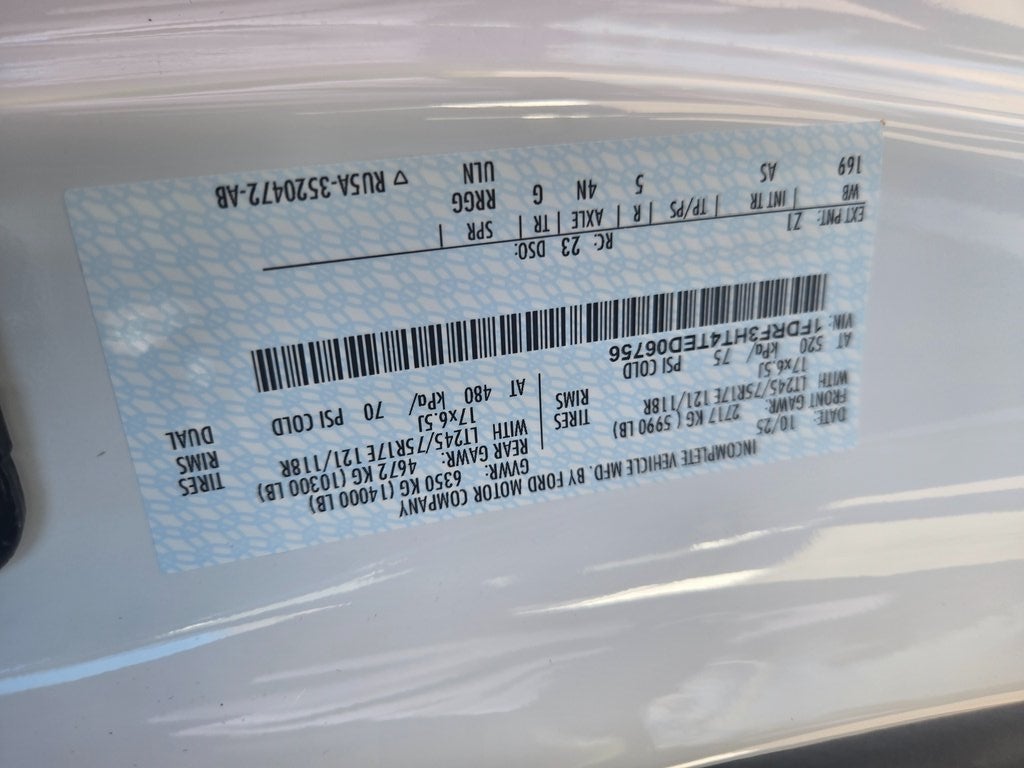 INCOMPLETE VEHICLE MFD. BY FORD MOTOR COMPANY
DATE: 10/25 GVWR: 6350 KG (14000 LB)
FRONT GAWR: 2717 KG ( 5990 LB) REAR GAWR: 4672 KG (10300 LB)
WITH LT245/75R17E 121/118R TIRES WITH LT245/75R17E 121/118R TIRES
17x6.5J RIMS 17x6.5J RIMS
AT 520 kPa/ 75 PSI COLD AT 480 kPa/ 70 PSI COLD DUAL
VIN: 1FDRF3HT4TED06756
EXT PNT: Z1 RC: 23 DSO:
WB | INT TR | TP/PS | R | AXLE | TR | SPR |
169 AS 5 4N G RRGG
ULN ▽ RU5A-3520472-AB